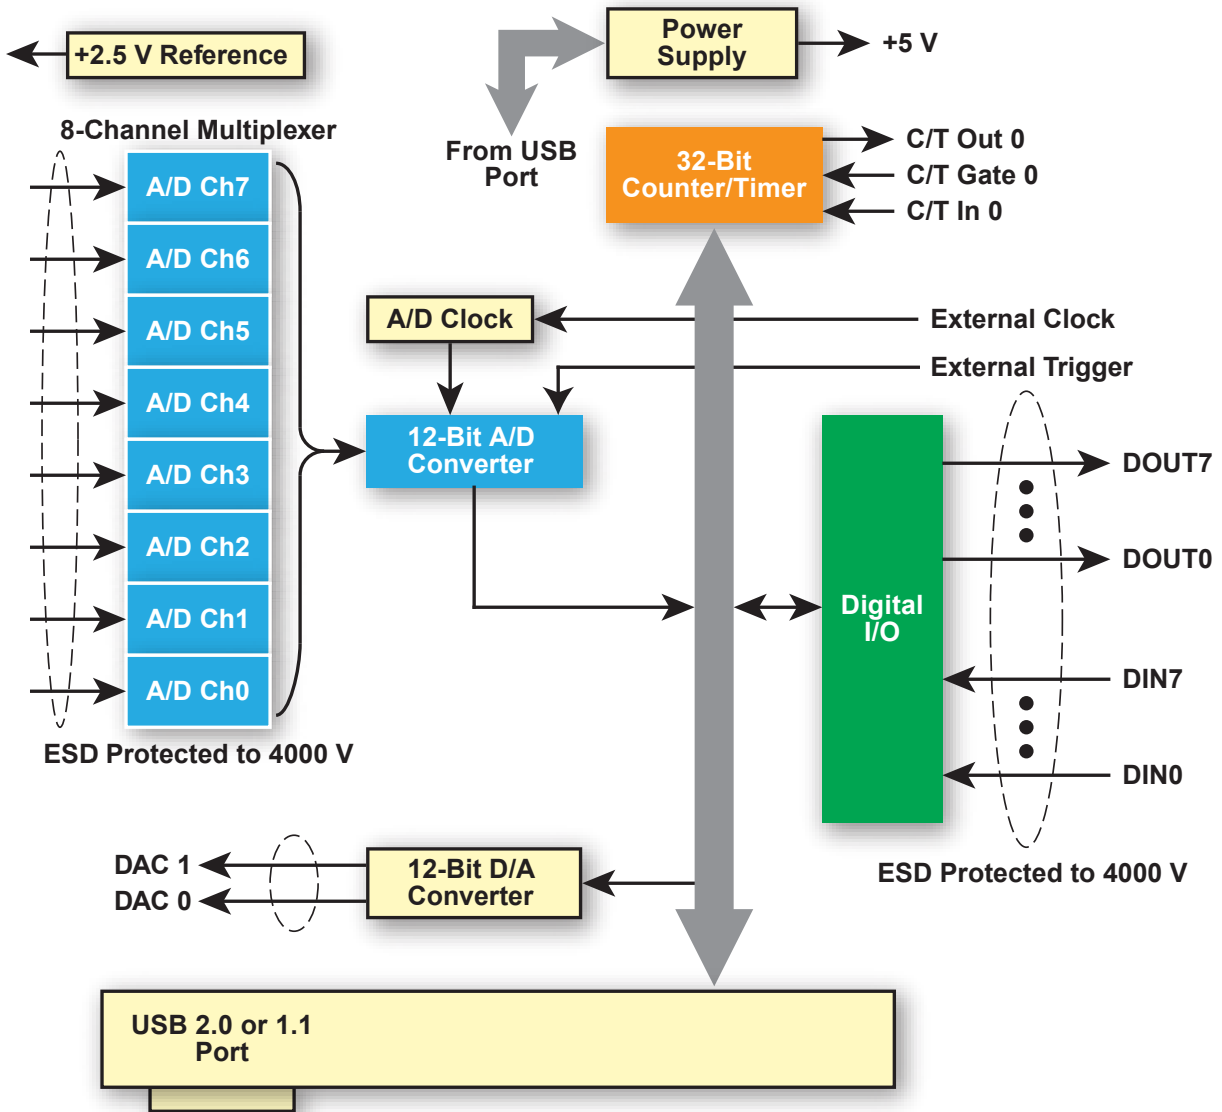 +2.5 V Reference
Power
Supply
+5 V
From USB
Port
8-Channel Multiplexer
A/D Ch7
A/D Ch6
A/D Ch5
A/D Ch4
A/D Ch3
A/D Ch2
A/D Ch1
A/D Ch0
ESD Protected to 4000 V
32-Bit
Counter/Timer
C/T Out 0
C/T Gate 0
C/T In 0
A/D Clock
External Clock
External Trigger
12-Bit A/D
Converter
Digital
I/O
DOUT7
DOUT0
DIN7
DIN0
ESD Protected to 4000 V
DAC 1
DAC 0
12-Bit D/A
Converter
USB 2.0 or 1.1
Port